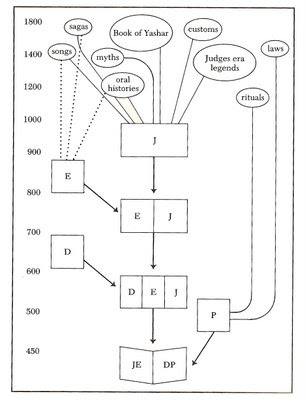 1800
sagas
Book of Yashar
customs
songs
1400
myths
Judges era
legends
laws
oral
histories
1200
rituals
1000
J
900
E
800
E J
700
D
600
D E J
500
P
450
JE DP